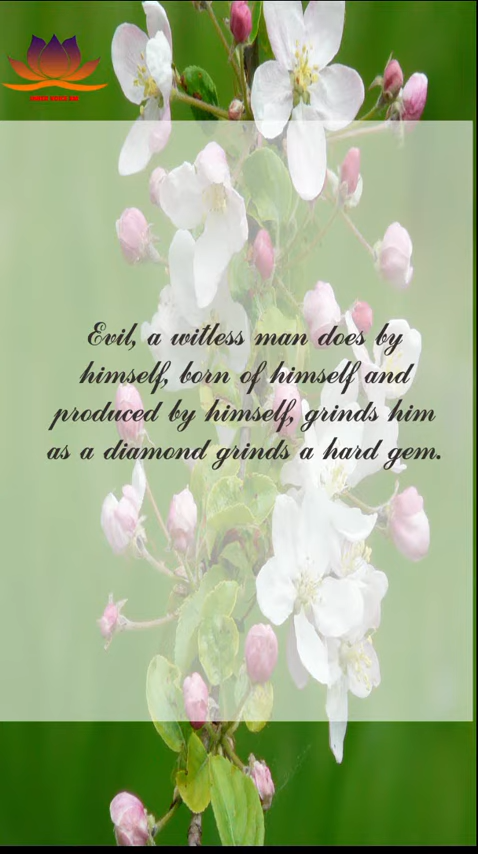 Evil, a witless man does by
himself, born of himself and
produced by himself, grinds him
as a diamond grinds a hard gem.